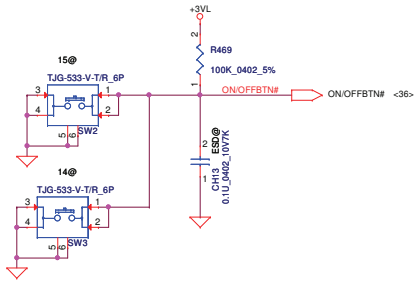 +3VL
2
R469
100K_0402_5%
1
15@
TJG-533-V-T/R_6P
3
1
4
2
5
6
SW2
ON/OFFBTN#
ON/OFFBTN# <36>
2
ESD@
CH13
0.1U_0402_10V7K
1
14@
TJG-533-V-T/R_6P
3
1
4
2
5
6
SW3